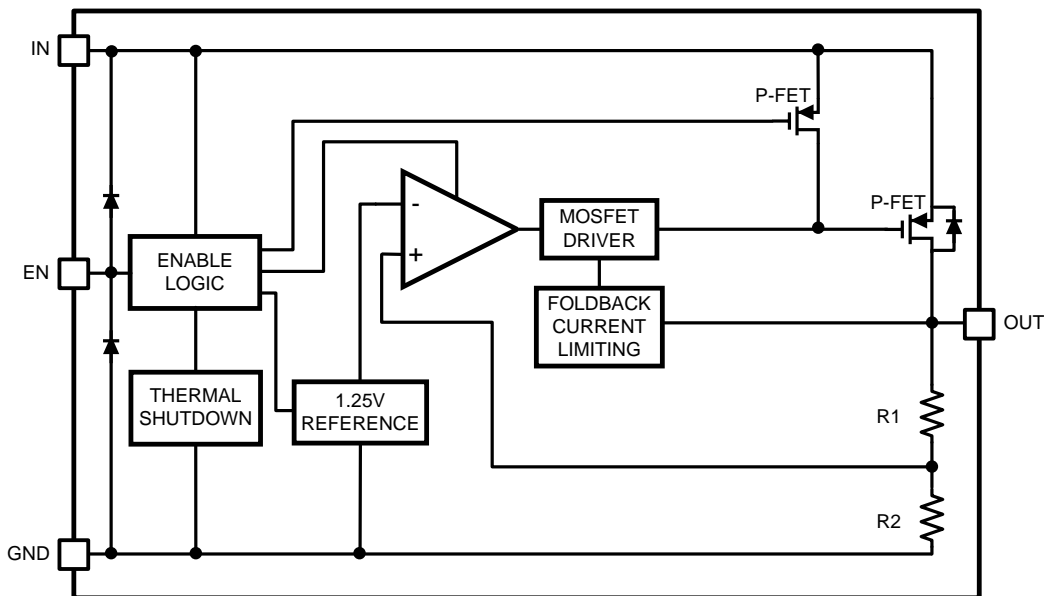 IN
P-FET
P-FET
-
+
MOSFET
DRIVER
EN
ENABLE
LOGIC
FOLDBACK
CURRENT
LIMITING
OUT
THERMAL
SHUTDOWN
1.25V
REFERENCE
R1
R2
GND